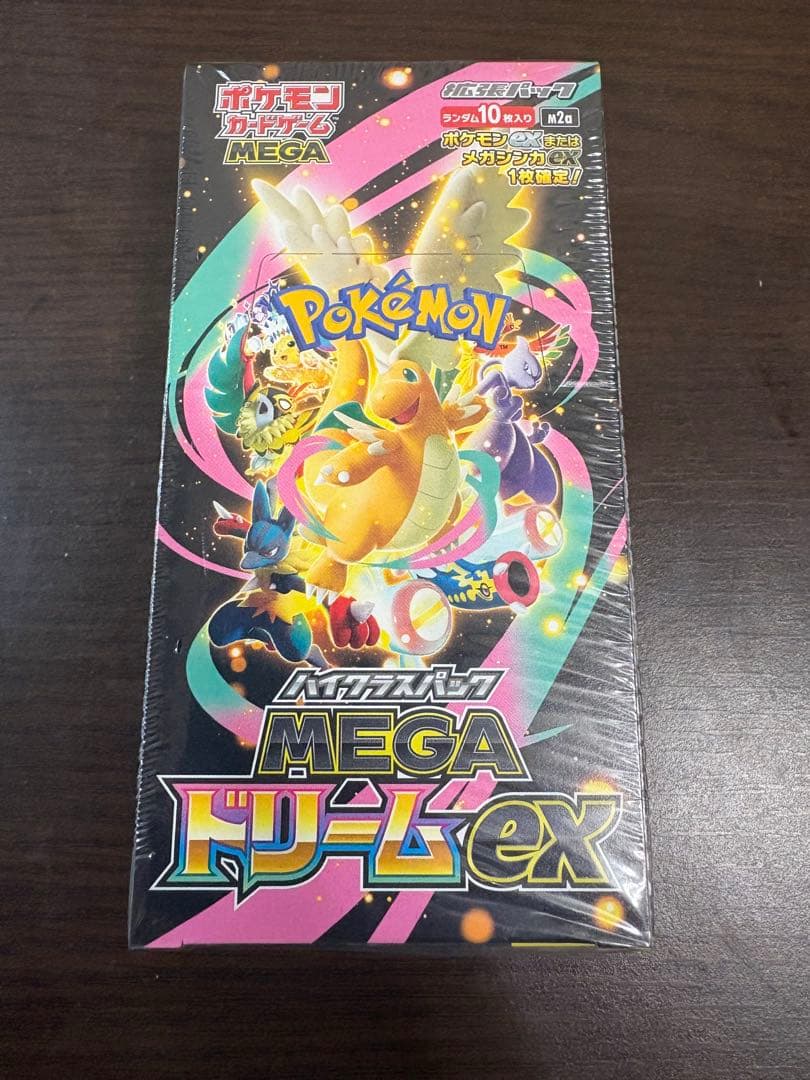 ポケモン
カードゲーム
MEGA
拡張パック
ランダム10枚入り
M2a
ポケモンexまたは
メガシンカex
1枚確定!
POKéMON
ハイクラスパック
MEGA
ドリームex